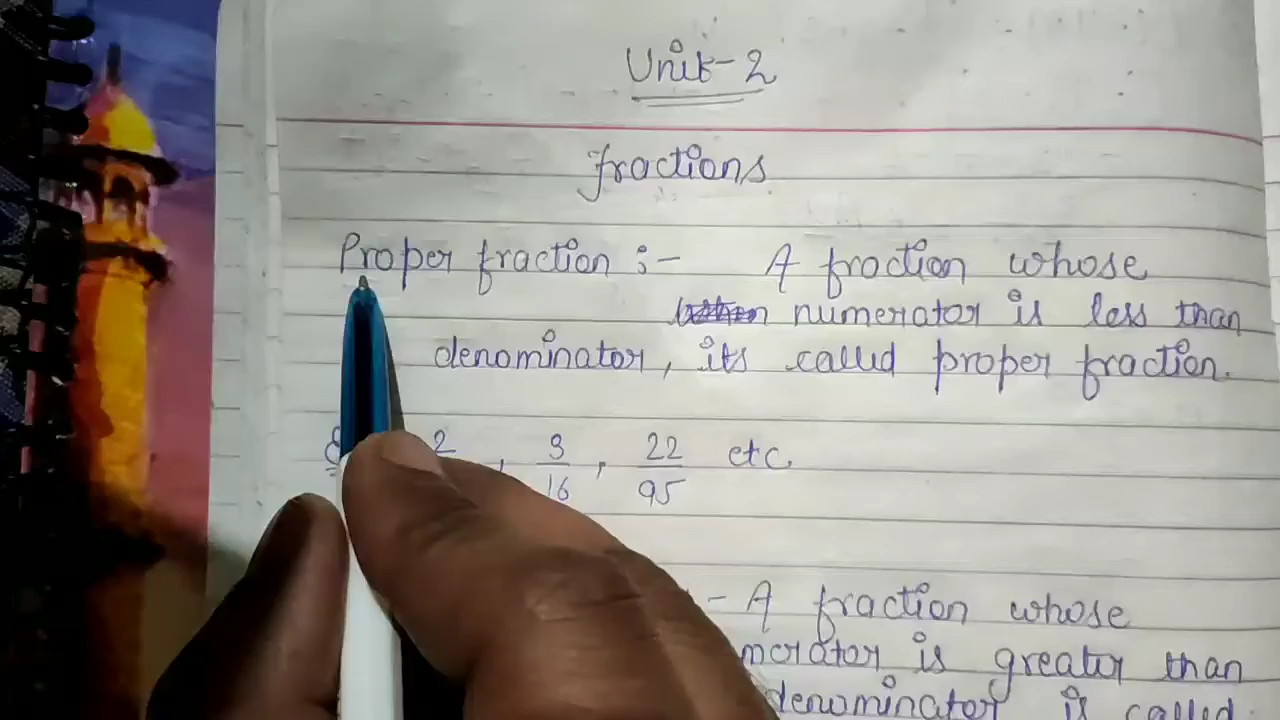 Unit-2
fractions
Proper fraction :- A fraction whose
numerator is less than
denominator, its called proper fraction.
2 , 3/16 , 22/95 etc.
- A fraction whose
merator is greater than
denominator is called